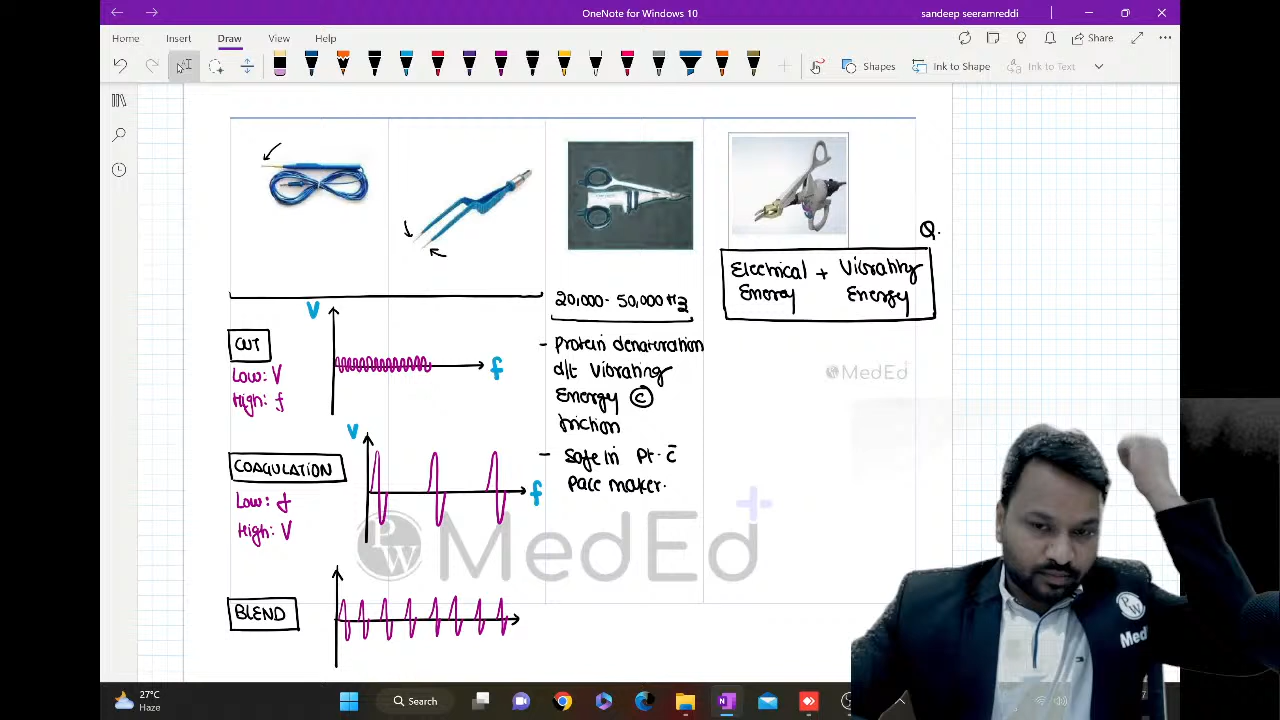 OneNote for Windows 10
sandeep seeramreddi
Home
Insert
Draw
View
Help
Share
Shapes
Ink to Shape
Ink to Text
Q.
Electrical + Vibrating
Energy Energy
20,000 - 50,000 Hz
V
CUT
Low: V
High: f
f
- Protein denaturation
d/t Vibrating
Energy c
friction
- Safe in Pt. c̄
pace maker.
V
COAGULATION
Low: f
High: V
f
BLEND
MedEd
PW
MedEd
Med
27°C
Haze
Search